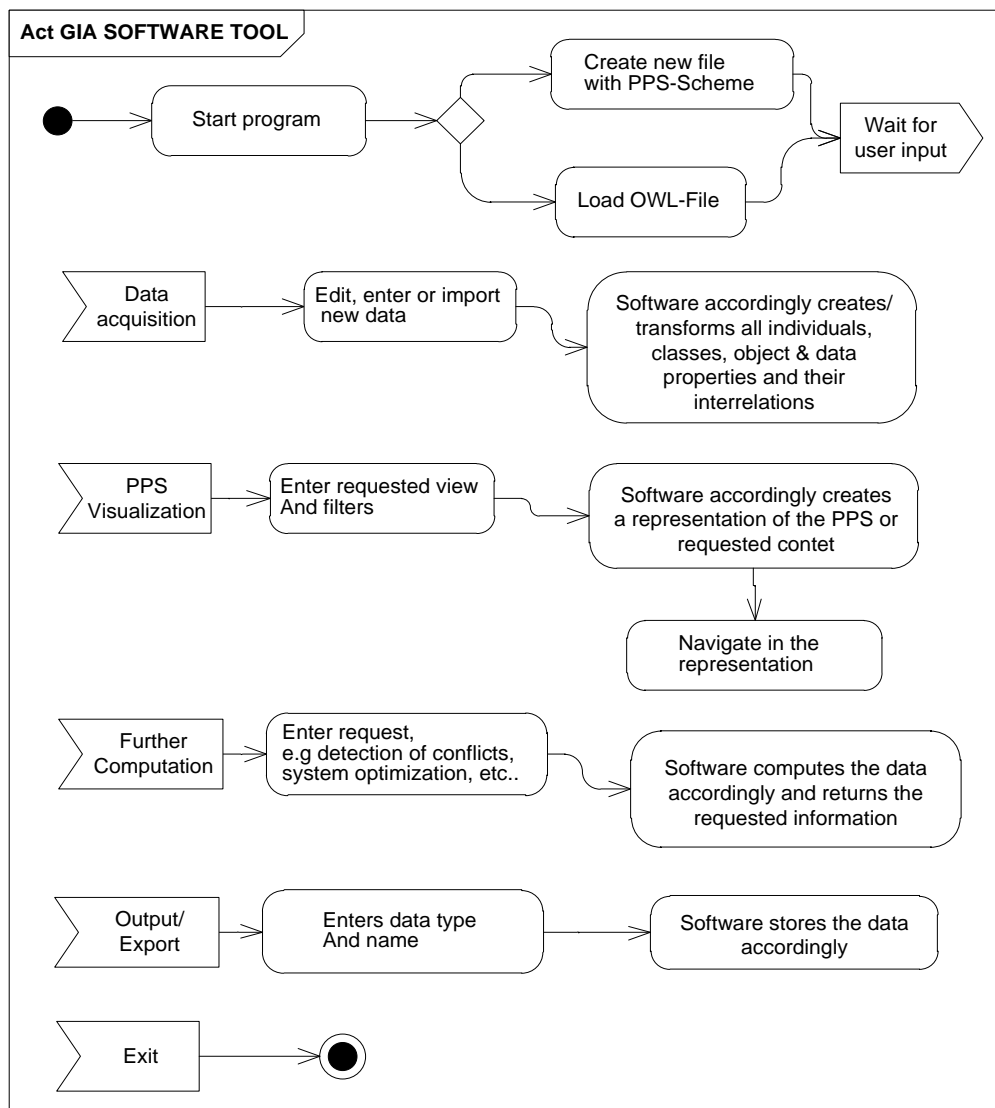 Act GIA SOFTWARE TOOL
Start program
Create new file
with PPS-Scheme
Load OWL-File
Wait for
user input
Data
acquisition
Edit, enter or import
new data
Software accordingly creates/
transforms all individuals,
classes, object & data
properties and their
interrelations
PPS
Visualization
Enter requested view
And filters
Software accordingly creates
a representation of the PPS or
requested contet
Navigate in the
representation
Further
Computation
Enter request,
e.g detection of conflicts,
system optimization, etc..
Software computes the data
accordingly and returns the
requested information
Output/
Export
Enters data type
And name
Software stores the data
accordingly
Exit